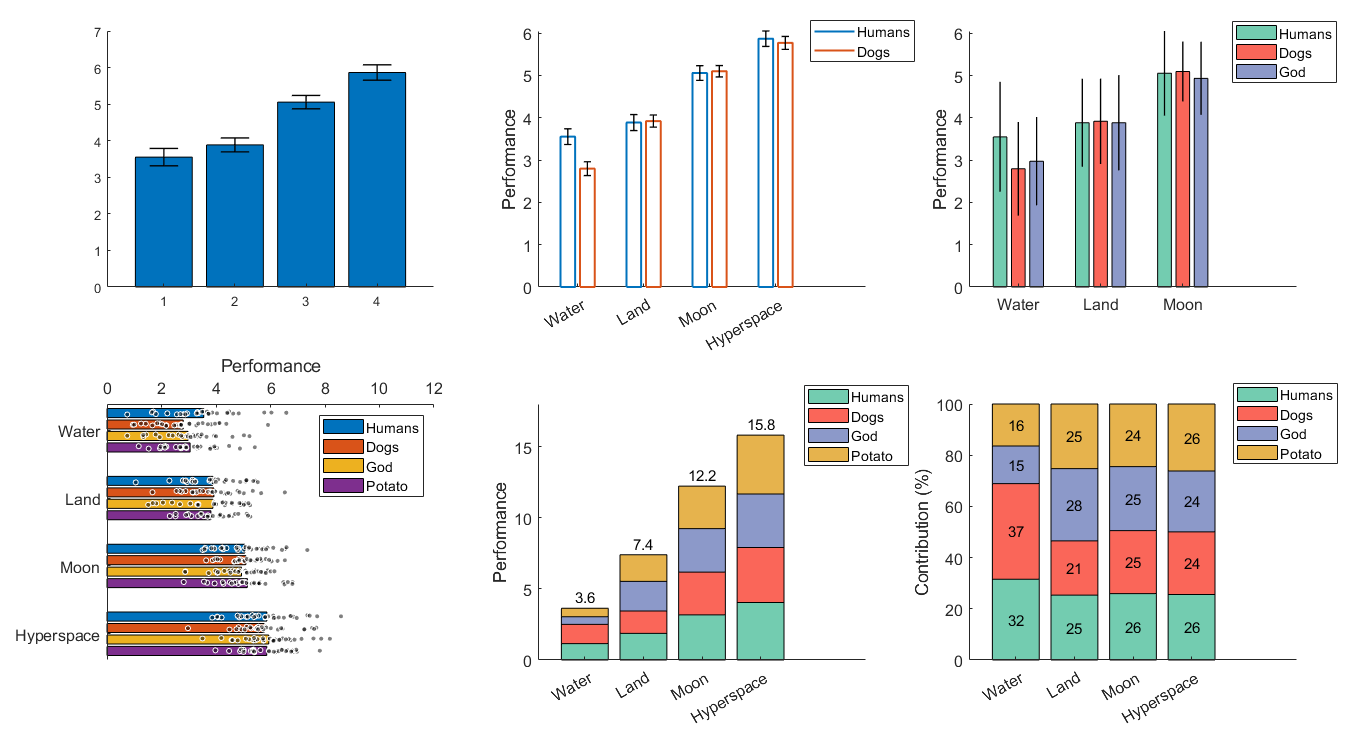 7
6
5
4
3
2
1
0
1 2 3 4
Performance
6
5
4
3
2
1
0
Water Land Moon Hyperspace
Humans
Dogs
Performance
6
5
4
3
2
1
0
Water Land Moon
Humans
Dogs
God
Performance
0 2 4 6 8 10 12
Water
Land
Moon
Hyperspace
Humans
Dogs
God
Potato
Performance
15
10
5
0
3.6
7.4
12.2
15.8
Water Land Moon Hyperspace
Humans
Dogs
God
Potato
Contribution (%)
100
80
60
40
20
0
16 25 24 26
15 28 25 24
37 21 25 24
32 25 26 26
Water Land Moon Hyperspace
Humans
Dogs
God
Potato